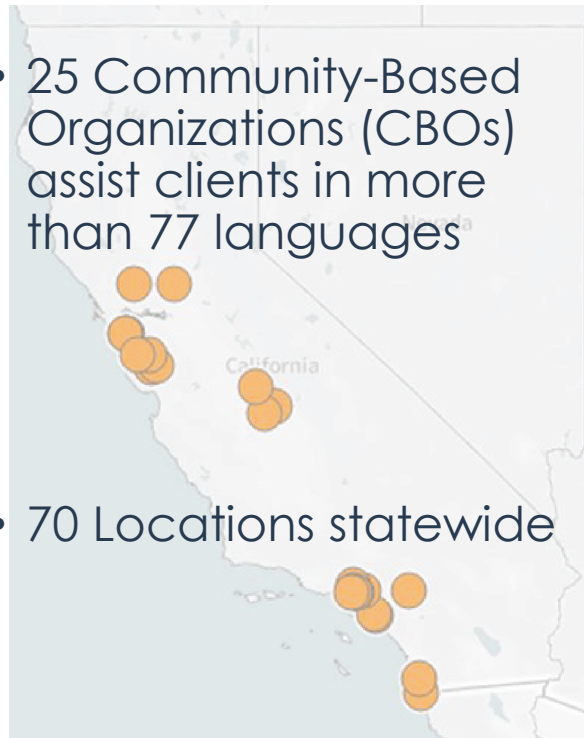 • 25 Community-Based
Organizations (CBOs)
assist clients in more
than 77 languages
Nevada
California
• 70 Locations statewide